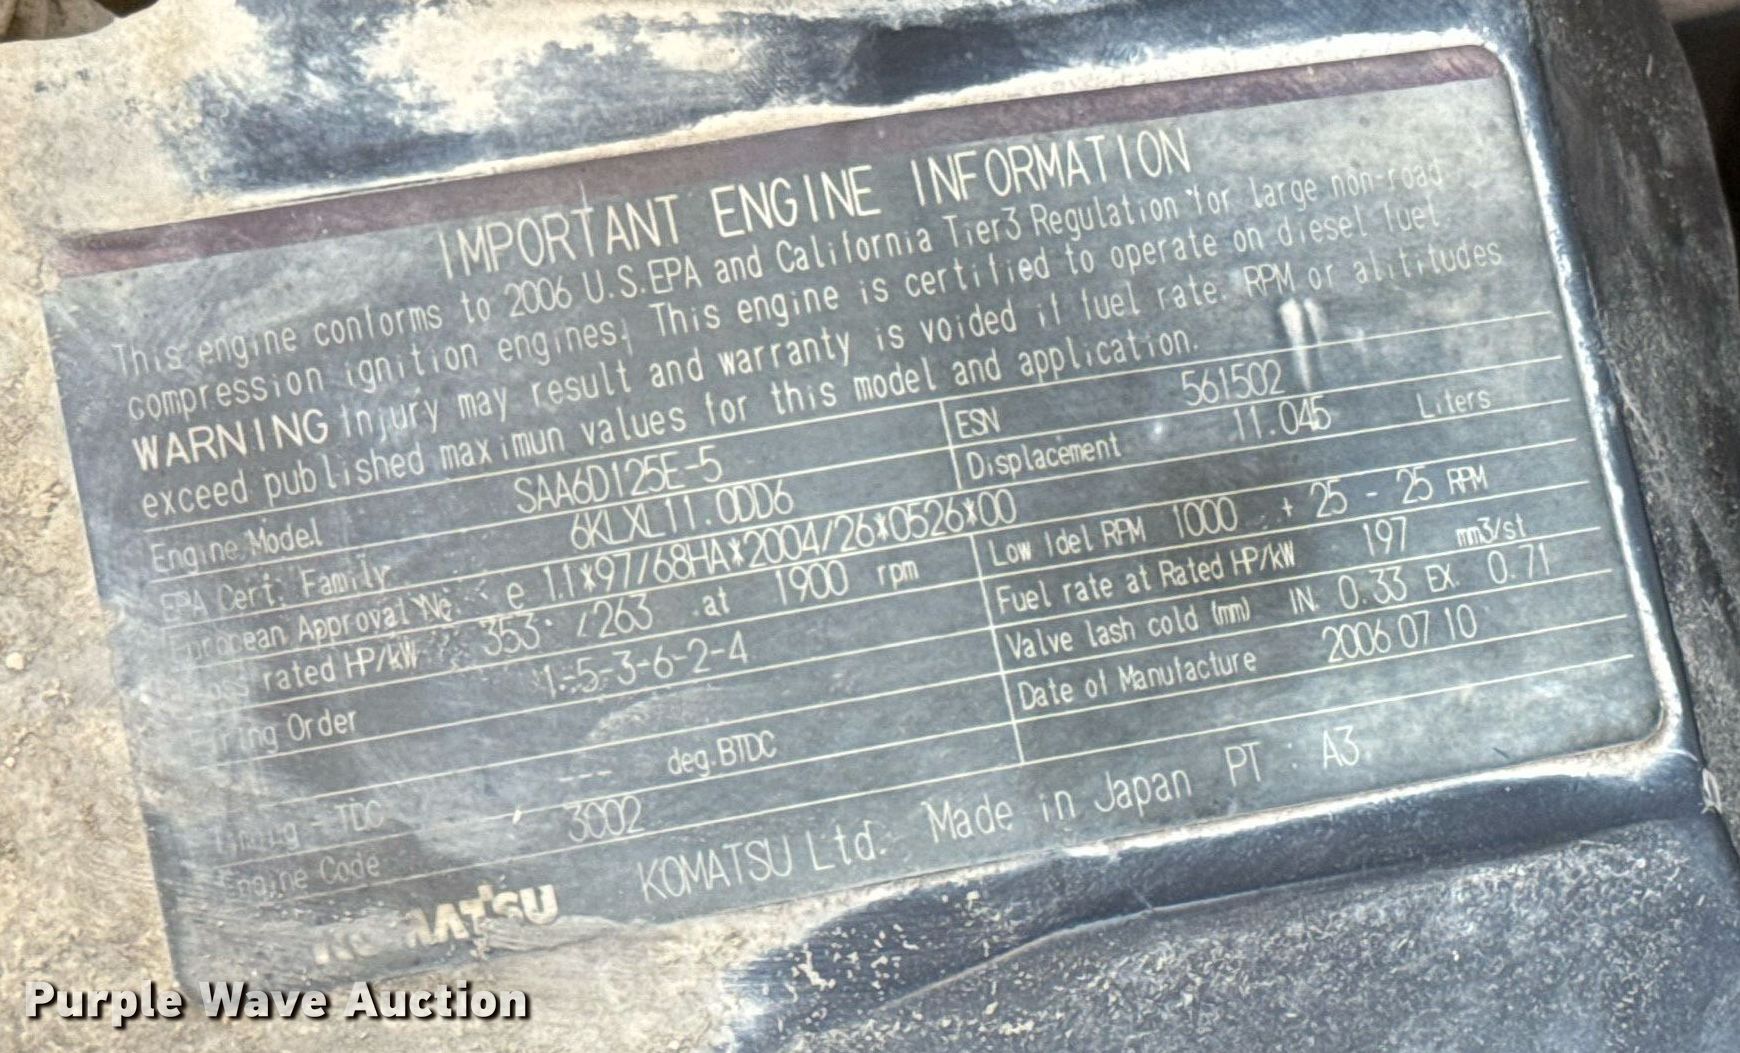 IMPORTANT ENGINE INFORMATION
This engine conforms to 2006 U.S.EPA and California Tier3 Regulation for large non-road
compression ignition engines. This engine is certified to operate on diesel fuel
WARNING Injury may result and warranty is voided if fuel rate. RPM or altitudes
exceed published maximun values for this model and application.
Engine Model SAA6D125E-5 ESN 561502
EPA Cert. Family 6KLXL11.0DD6 Displacement 11.045 Liters
European Approval No. e 11*97/68HA*2004/26*0526*00
rated HP/kW 353 /263 at 1900 rpm Low Idel RPM 1000 + 25 - 25 RPM
Firing Order 1-5-3-6-2-4 Fuel rate at Rated HP/kW 197 mm3/st
Valve lash cold (mm) IN. 0.33 EX. 0.71
- TDC --- deg.BTDC Date of Manufacture 2006 07 10
Engine Code 3002
KOMATSU KOMATSU Ltd. Made in Japan PT A3
Purple Wave Auction